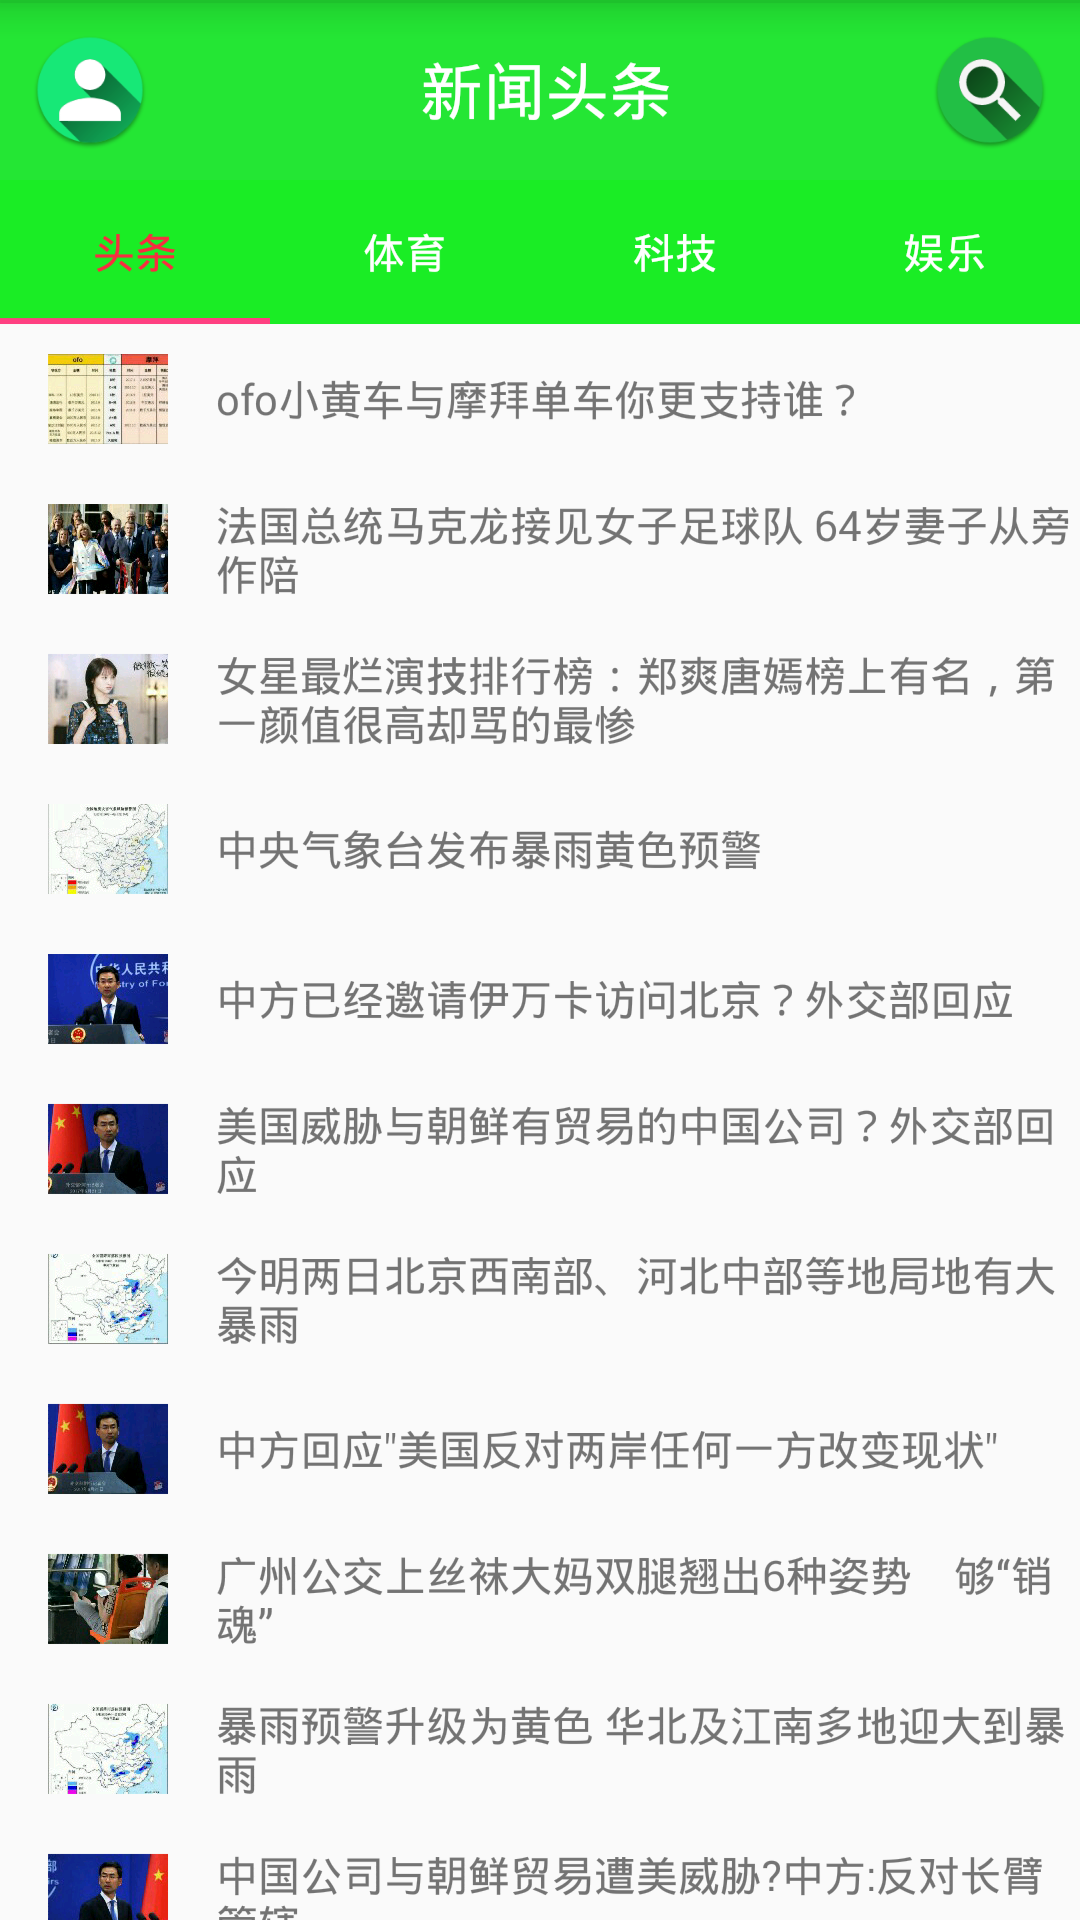 新闻头条
头条 体育 科技 娱乐
ofo小黄车与摩拜单车你更支持谁？
法国总统马克龙接见女子足球队 64岁妻子从旁
作陪
女星最烂演技排行榜：郑爽唐嫣榜上有名，第
一颜值很高却骂的最惨
中央气象台发布暴雨黄色预警
中方已经邀请伊万卡访问北京？外交部回应
美国威胁与朝鲜有贸易的中国公司？外交部回
应
今明两日北京西南部、河北中部等地局地有大
暴雨
中方回应"美国反对两岸任何一方改变现状"
广州公交上丝袜大妈双腿翘出6种姿势　够“销
魂”
暴雨预警升级为黄色 华北及江南多地迎大到暴
雨
中国公司与朝鲜贸易遭美威胁?中方:反对长臂
管辖